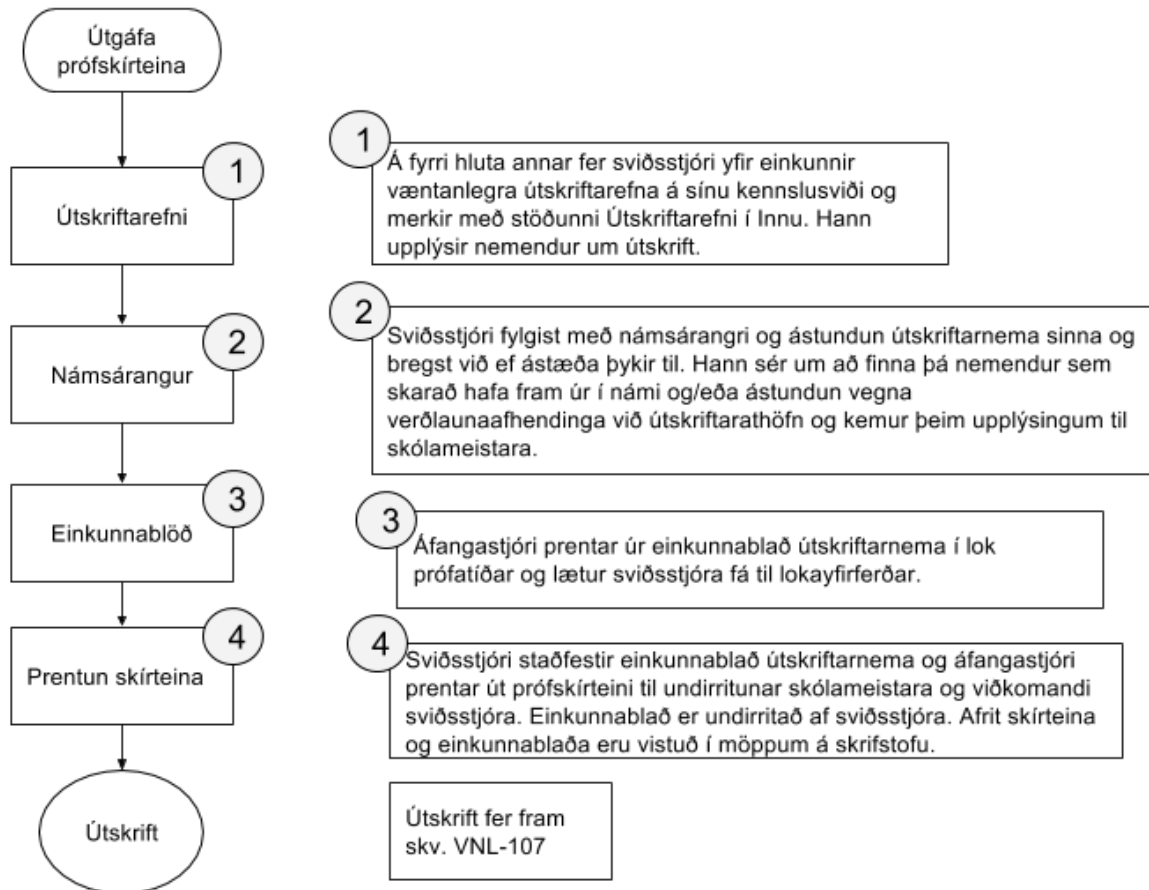 Útgáfa
prófskírteina
1
Útskriftarefni
2
Námsárangur
3
Einkunnablöð
4
Prentun skírteina
Útskrift
1
Á fyrri hluta annar fer sviðsstjóri yfir einkunnir
væntanlegra útskriftarefna á sínu kennslusviði og
merkir með stöðunni Útskriftarefni í Innu. Hann
upplýsir nemendur um útskrift.
2
Sviðsstjóri fylgist með námsárangri og ástundun útskriftarnema sinna og
bregst við ef ástæða þykir til. Hann sér um að finna þá nemendur sem
skarað hafa fram úr í námi og/eða ástundun vegna
verðlaunaafhendinga við útskriftarathöfn og kemur þeim upplýsingum til
skólameistara.
3
Áfangastjóri prentar úr einkunnablað útskriftarnema í lok
prófatíðar og lætur sviðsstjóra fá til lokayfirferðar.
4
Sviðsstjóri staðfestir einkunnablað útskriftarnema og áfangastjóri
prentar út prófskírteini til undirritunar skólameistara og viðkomandi
sviðsstjóra. Einkunnablað er undirritað af sviðsstjóra. Afrit skírteina
og einkunnablaða eru vistuð í möppum á skrifstofu.
Útskrift fer fram
skv. VNL-107